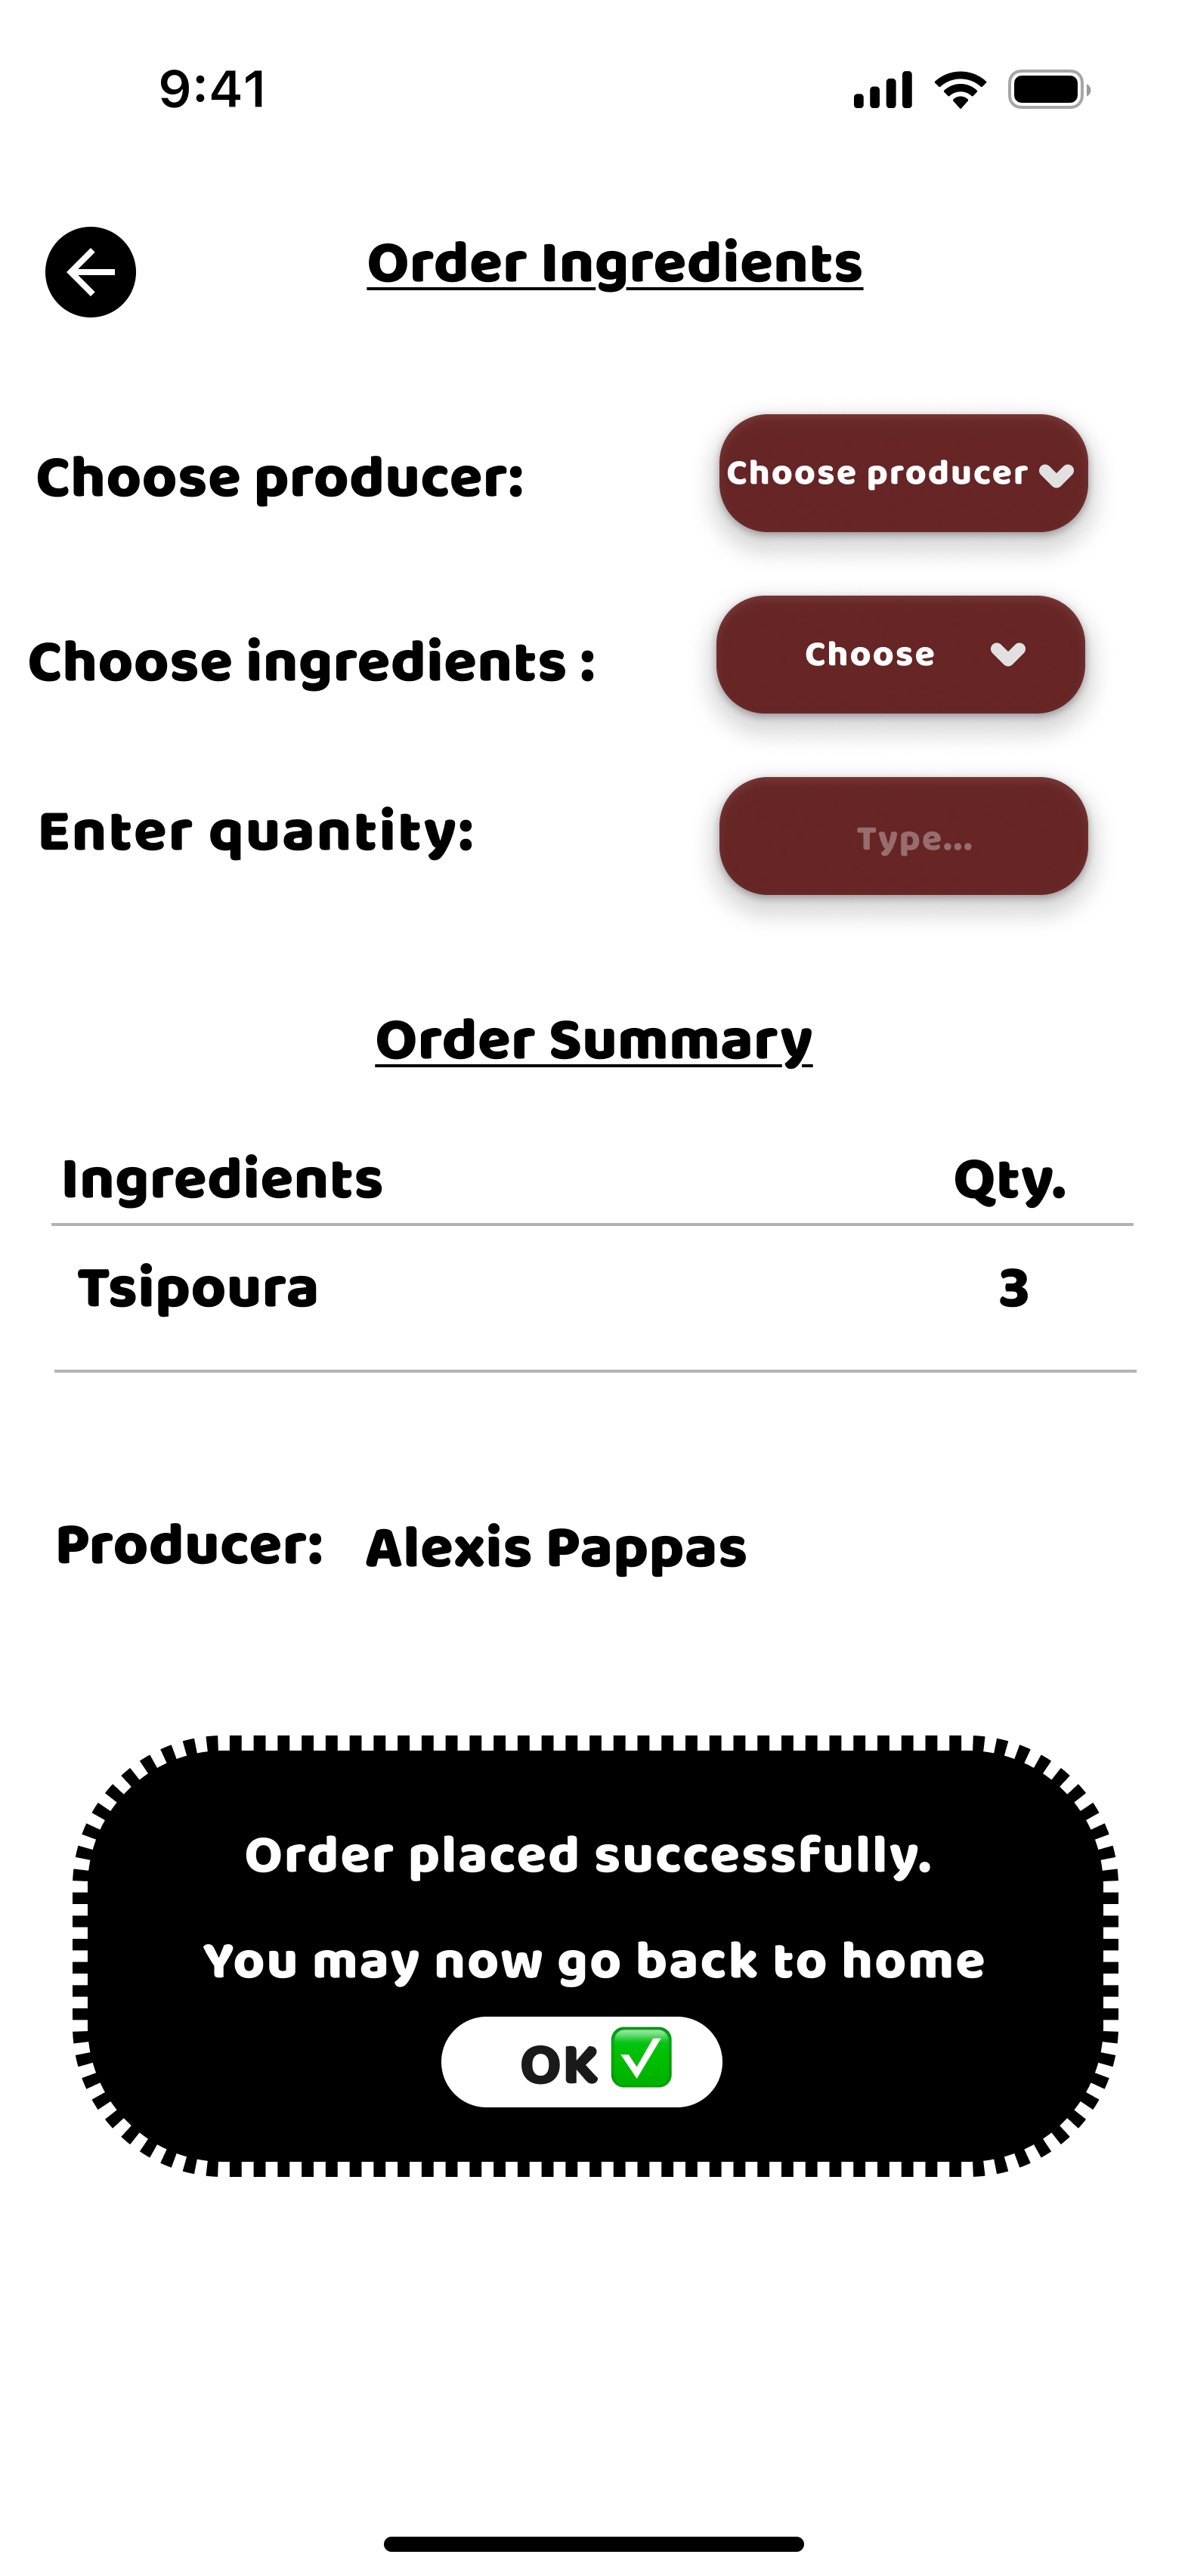 9:41
Order Ingredients
Choose producer: Choose producer
Choose ingredients : Choose
Enter quantity: Type...
Order Summary
Ingredients Qty.
Tsipoura 3
Producer: Alexis Pappas
Order placed successfully.
You may now go back to home
OK ✅